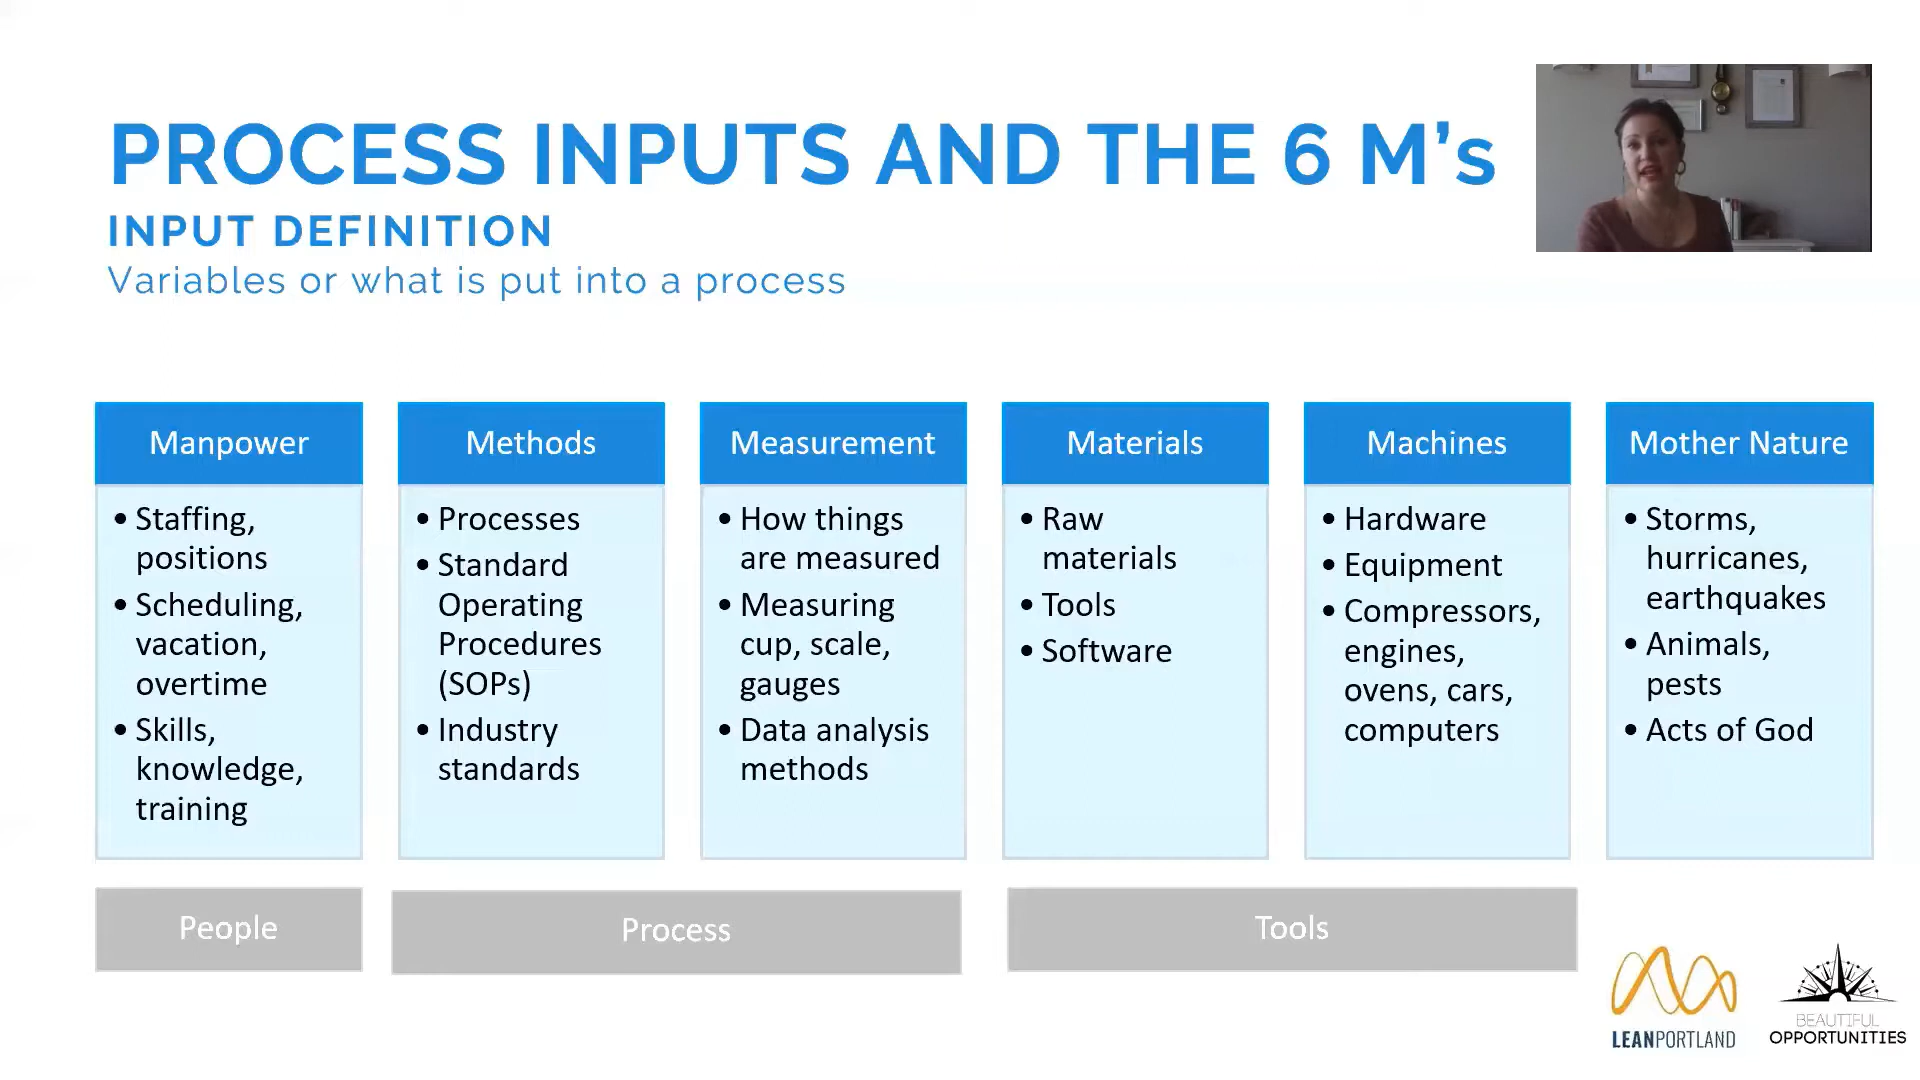 PROCESS INPUTS AND THE 6 M's
INPUT DEFINITION
Variables or what is put into a process
Manpower
• Staffing,
positions
• Scheduling,
vacation,
overtime
• Skills,
knowledge,
training
Methods
• Processes
• Standard
Operating
Procedures
(SOPs)
• Industry
standards
Measurement
• How things
are measured
• Measuring
cup, scale,
gauges
• Data analysis
methods
Materials
• Raw
materials
• Tools
• Software
Machines
• Hardware
• Equipment
• Compressors,
engines,
ovens, cars,
computers
Mother Nature
• Storms,
hurricanes,
earthquakes
• Animals,
pests
• Acts of God
People
Process
Tools
LEANPORTLAND
BEAUTIFUL
OPPORTUNITIES